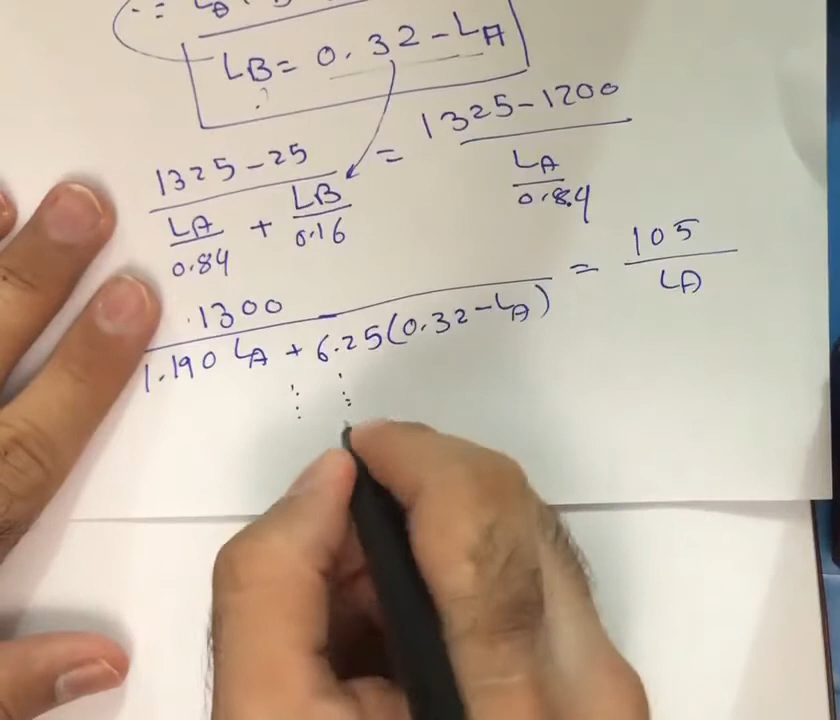 LB = 0.32 - LA
1325 - 25 / (LA/0.84 + LB/0.16) = 1325 - 1200 / (LA/0.84)
1300 / (1.190 LA + 6.25(0.32 - LA)) = 105 / LA